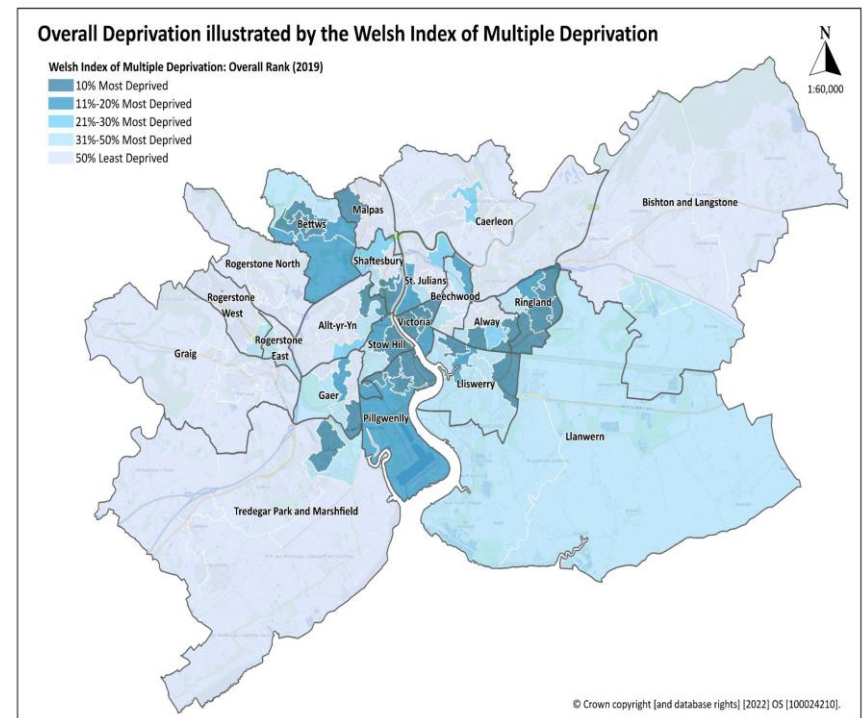 Overall Deprivation illustrated by the Welsh Index of Multiple Deprivation
N
1:60,000
Welsh Index of Multiple Deprivation: Overall Rank (2019)
10% Most Deprived
11%-20% Most Deprived
21%-30% Most Deprived
31%-50% Most Deprived
50% Least Deprived
Bettws
Malpas
Caerleon
Bishton and Langstone
Shaftesbury
Rogerstone North
St. Julians
Beechwood
Ringland
Rogerstone
West
Allt-yr-Yn
Victoria
Alway
Rogerstone
East
Stow Hill
Graig
Gaer
Lliswerry
Pillgwenlly
Llanwern
Tredegar Park and Marshfield
© Crown copyright [and database rights] [2022] OS [100024210].